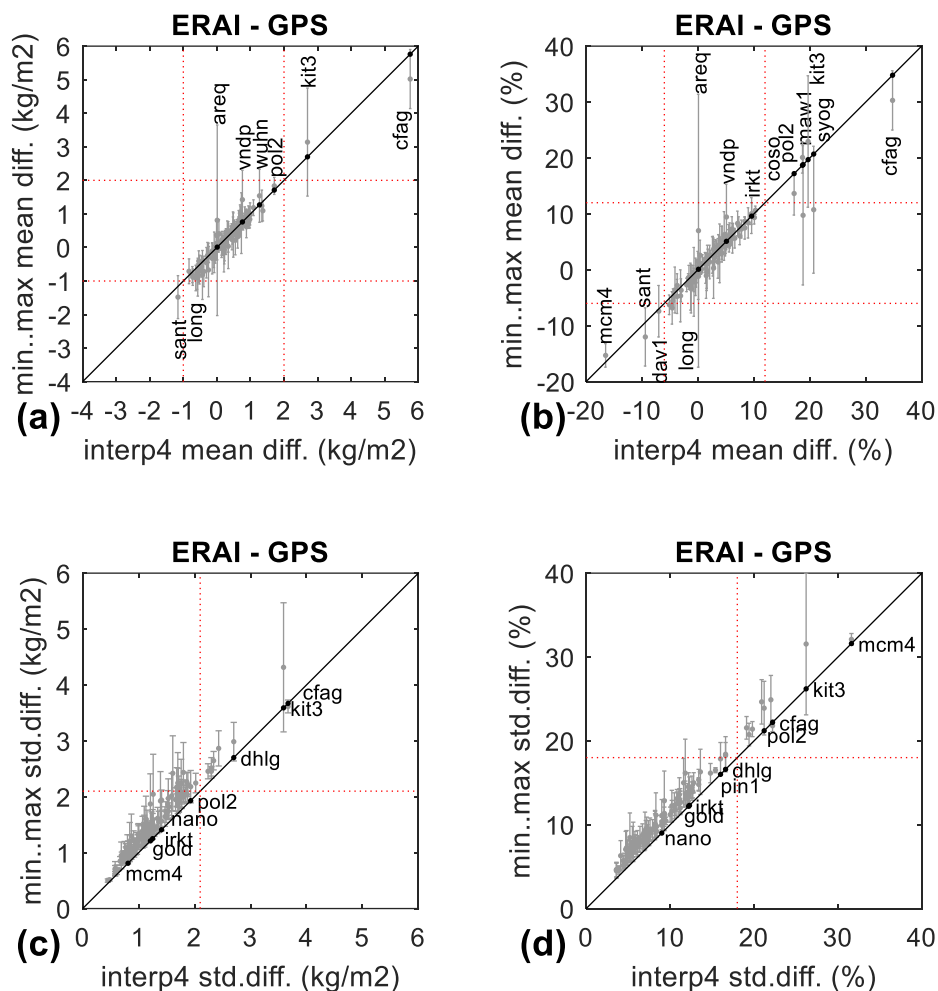 ERAI - GPS
min..max mean diff. (kg/m2)
6
5
4
3
2
1
0
-1
-2
-3
-4
areq
vndp
wuhn
pol2
kit3
cfag
sant
long
-4 -3 -2 -1 0 1 2 3 4 5 6
(a)
interp4 mean diff. (kg/m2)
ERAI - GPS
min..max mean diff. (%)
40
30
20
10
0
-10
-20
areq
vndp
irkt
coso
pol2
maw1
kit3
syog
cfag
mcm4
sant
dav1
long
-20 -10 0 10 20 30 40
(b)
interp4 mean diff. (%)
ERAI - GPS
min..max std.diff. (kg/m2)
6
5
4
3
2
1
0
cfag
kit3
dhlg
pol2
nano
irkt
gold
mcm4
0 1 2 3 4 5 6
(c)
interp4 std.diff. (kg/m2)
ERAI - GPS
min..max std.diff. (%)
40
30
20
10
0
mcm4
kit3
cfag
pol2
dhlg
pin1
irkt
gold
nano
0 10 20 30 40
(d)
interp4 std.diff. (%)